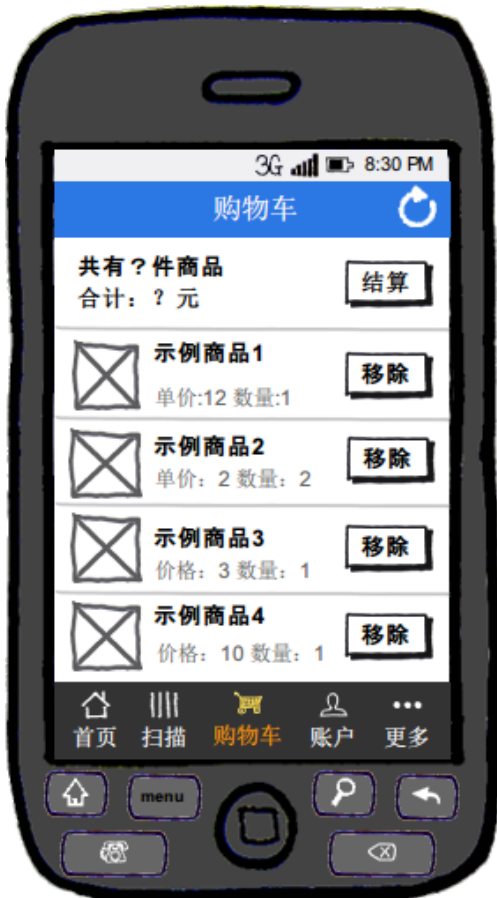 3G 8:30 PM
购物车
共有？件商品
合计：？元
结算
示例商品1
单价:12 数量:1
移除
示例商品2
单价：2 数量：2
移除
示例商品3
价格：3 数量：1
移除
示例商品4
价格：10 数量：1
移除
首页 扫描 购物车 账户 更多
menu